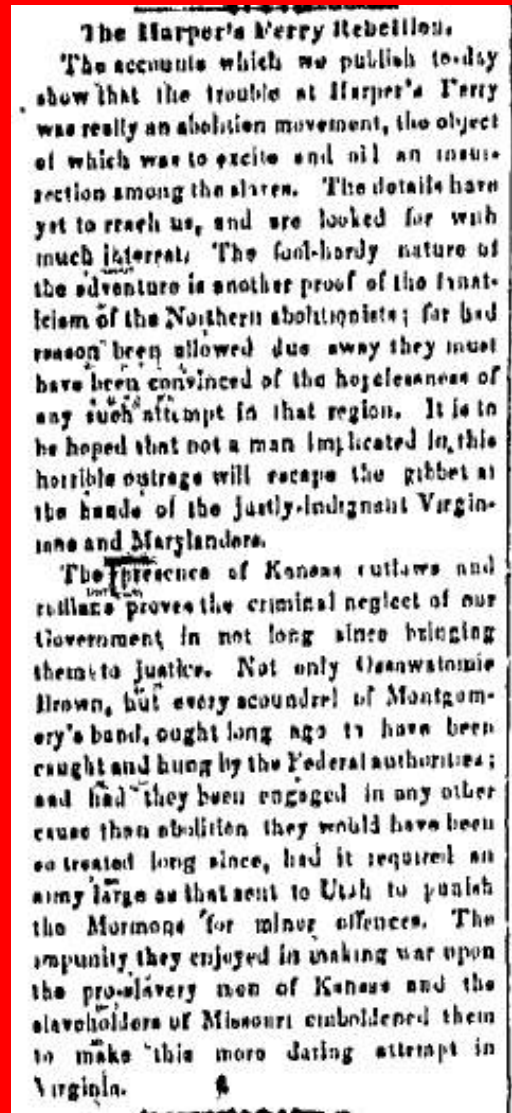 The Harper's Ferry Rebellion.
The accounts which we publish to-day
show that the trouble at Harper's Ferry
was really an abolition movement, the object
of which was to excite and aid an insur-
rection among the slaves. The details have
yet to reach us, and are looked for with
much interest. The fool-hardy nature of
the adventure is another proof of the fanat-
icism of the Northern abolitionists; for had
reason been allowed due sway they must
have been convinced of the hopelessness of
any such attempt in that region. It is to
be hoped that not a man implicated in this
horrible outrage will escape the gibbet at
the hands of the justly-indignant Virgin-
ians and Marylanders.
The presence of Kansas outlaws and
ruffians proves the criminal neglect of our
Government in not long since bringing
them to justice. Not only Ossawatomie
Brown, but every scoundrel of Montgom-
ery's band, ought long ago to have been
caught and hung by the Federal authorities;
and had they been engaged in any other
cause than abolition they would have been
so treated long since, had it required an
army large as that sent to Utah to punish
the Mormons for minor offences. The
impunity they enjoyed in making war upon
the pro-slavery men of Kansas and the
slaveholders of Missouri emboldened them
to make this more daring attempt in
Virginia.